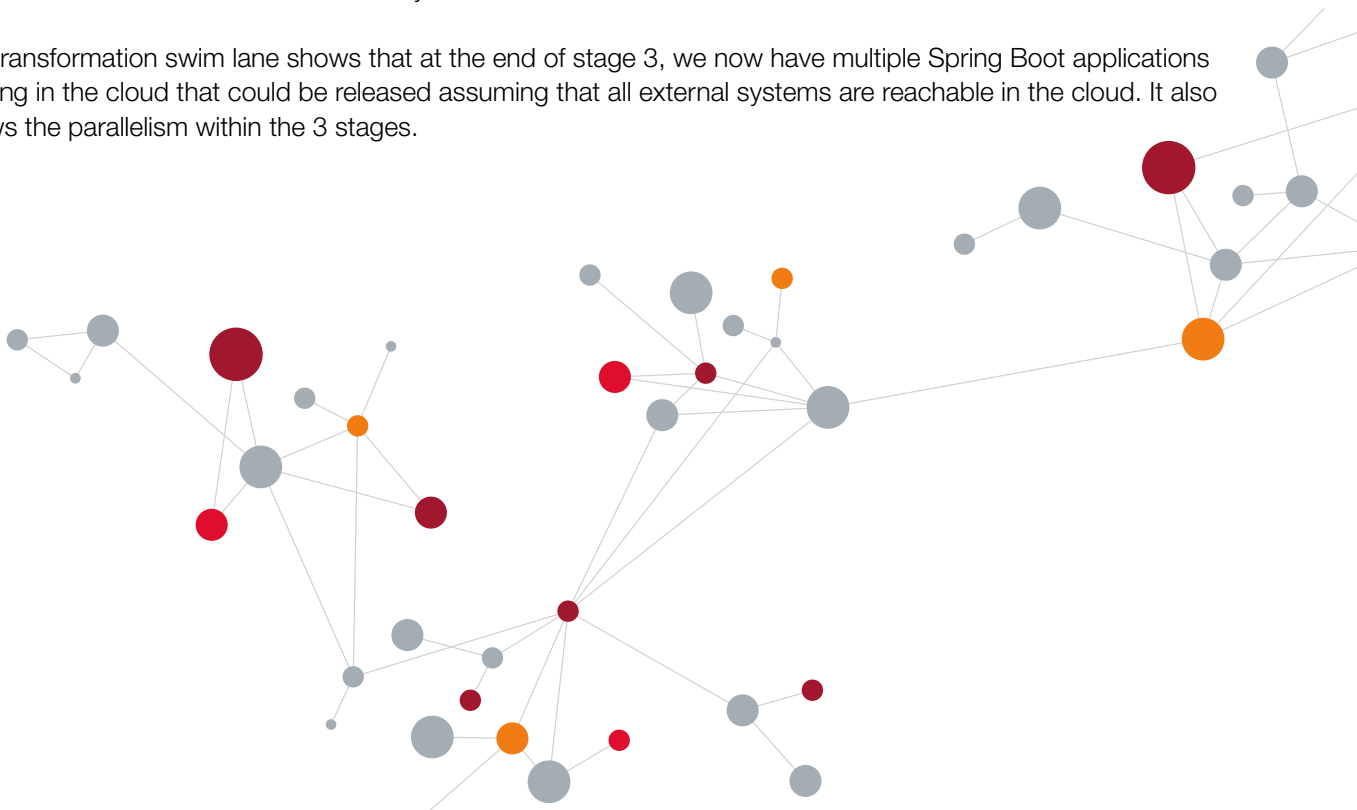 ransformation swim lane shows that at the end of stage 3, we now have multiple Spring Boot applications
ng in the cloud that could be released assuming that all external systems are reachable in the cloud. It also
s the parallelism within the 3 stages.